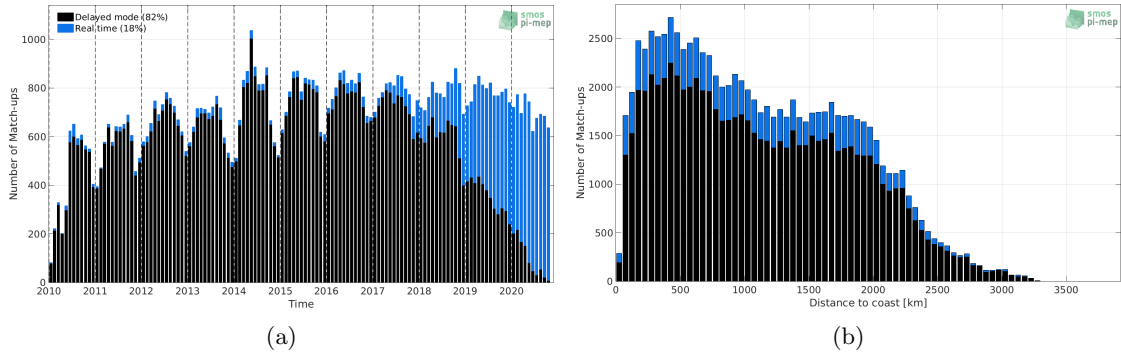 Delayed mode (82%)
Real time (18%)
smos
pi-mep
Number of Match-ups
1000
800
600
400
200
0
2010 2011 2012 2013 2014 2015 2016 2017 2018 2019 2020
Time
(a)
smos
pi-mep
Number of Match-ups
2500
2000
1500
1000
500
0
0 500 1000 1500 2000 2500 3000 3500
Distance to coast [km]
(b)